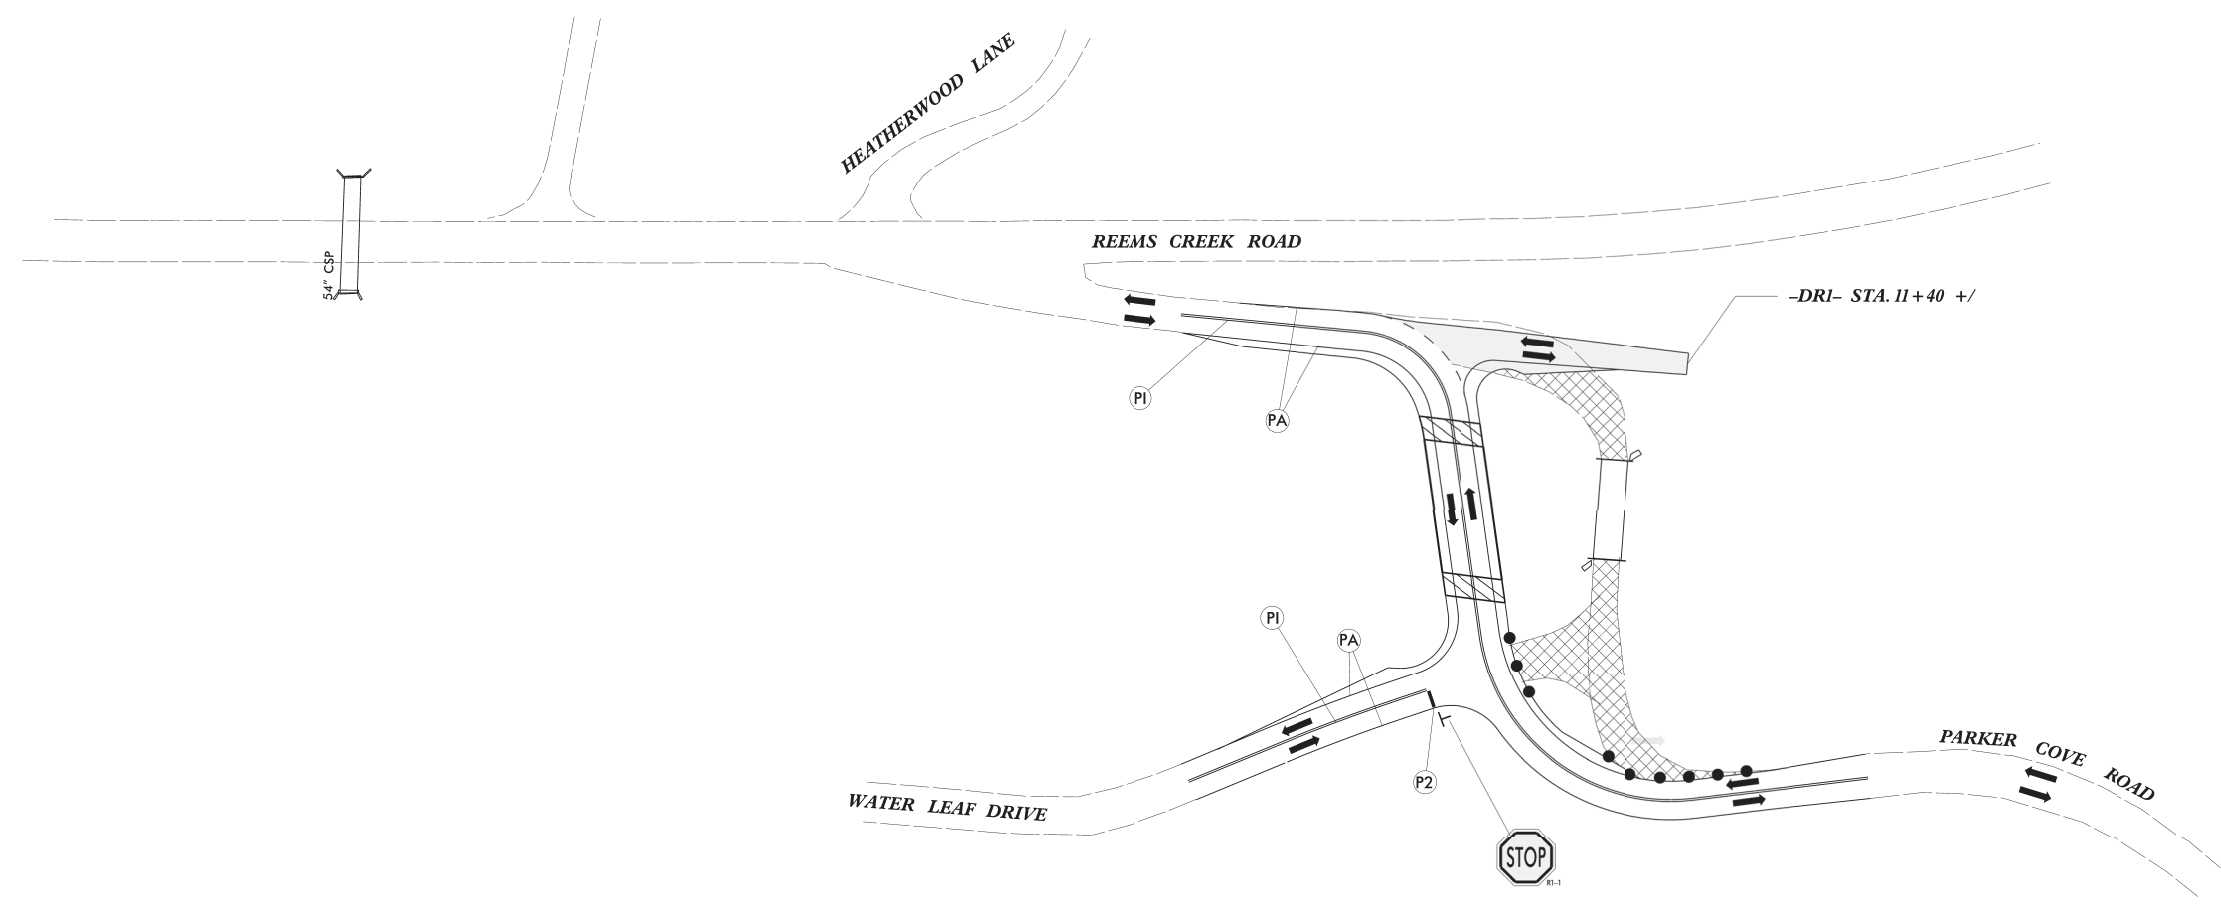 HEATHERWOOD LANE
54" CSP
REEMS CREEK ROAD
-DR1- STA. 11+40 +/
PI
PA
PI
PA
P2
WATER LEAF DRIVE
PARKER COVE ROAD
STOP
R1-1